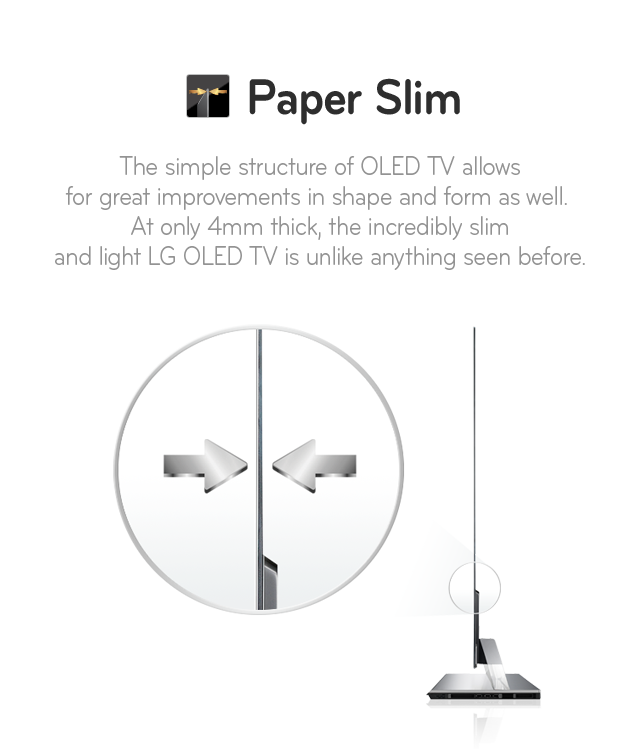 Paper Slim
The simple structure of OLED TV allows
for great improvements in shape and form as well.
At only 4mm thick, the incredibly slim
and light LG OLED TV is unlike anything seen before.